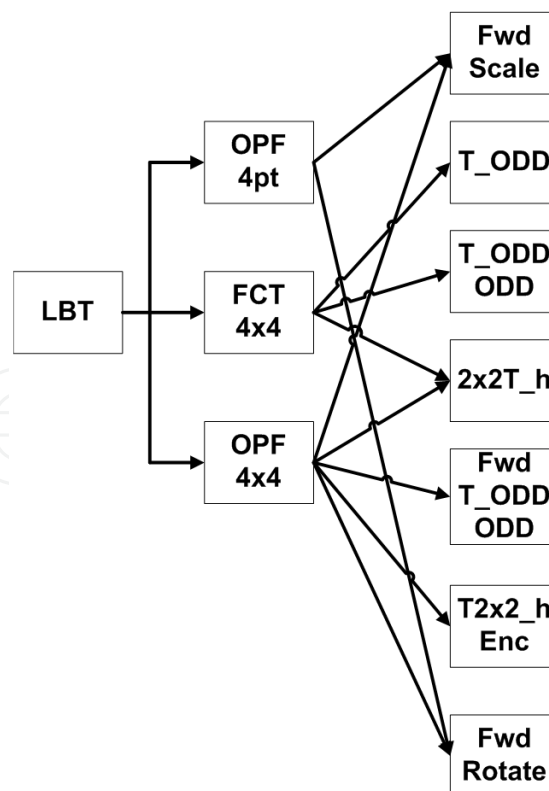 LBT
OPF
4pt
FCT
4x4
OPF
4x4
Fwd
Scale
T_ODD
T_ODD
ODD
2x2T_h
Fwd
T_ODD
ODD
T2x2_h
Enc
Fwd
Rotate